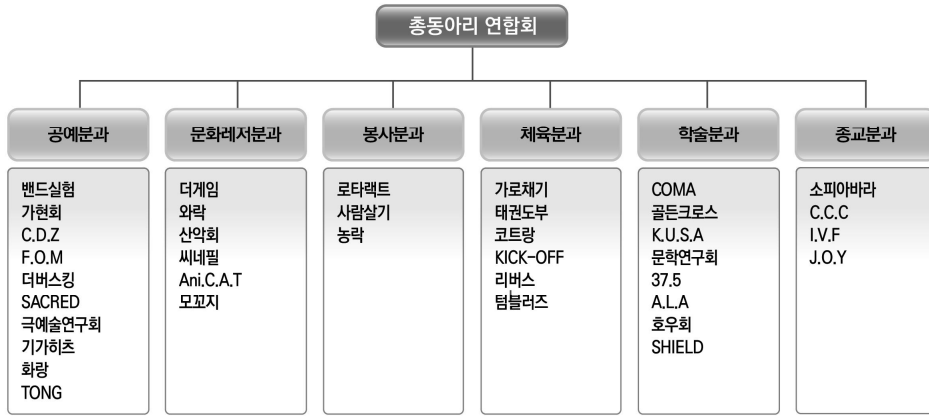 총동아리 연합회
공예분과
밴드실험
가현회
C.D.Z
F.O.M
더버스킹
SACRED
극예술연구회
기가히츠
화랑
TONG
문화레저분과
더게임
와락
산악회
씨네필
Ani.C.A.T
모꼬지
봉사분과
로타랙트
사람살기
농락
체육분과
가로채기
태권도부
코트랑
KICK-OFF
리버스
텀블러즈
학술분과
COMA
골든크로스
K.U.S.A
문학연구회
37.5
A.L.A
호우회
SHIELD
종교분과
소피아바라
C.C.C
I.V.F
J.O.Y